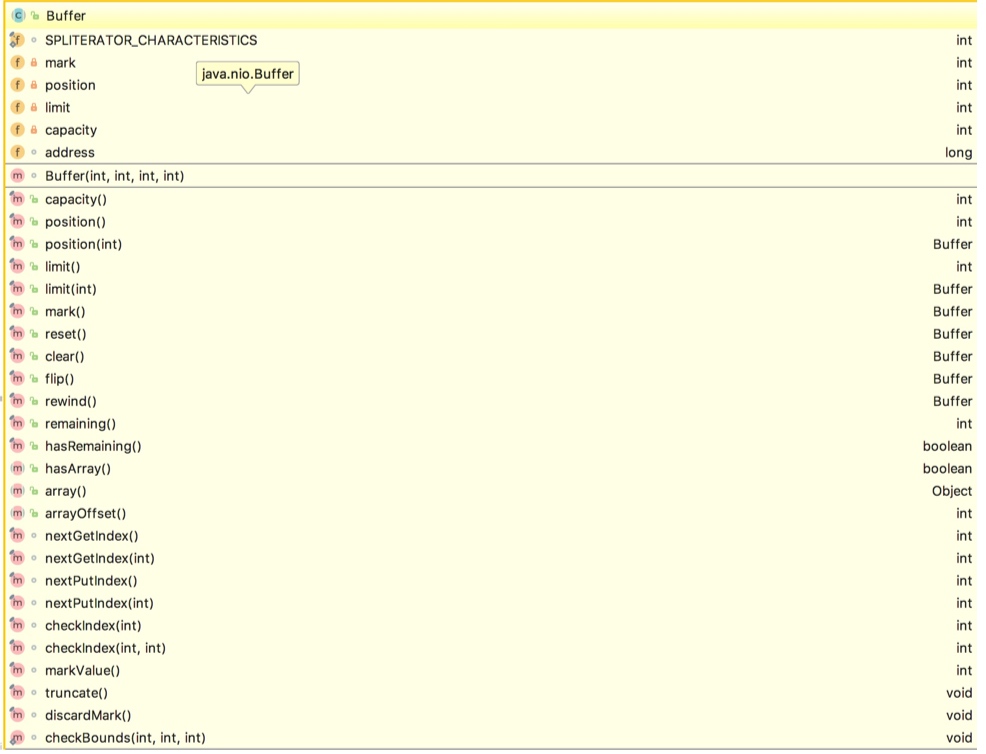 Buffer
SPLITERATOR_CHARACTERISTICS int
mark int
java.nio.Buffer
position int
limit int
capacity int
address long
Buffer(int, int, int, int)
capacity() int
position() int
position(int) Buffer
limit() int
limit(int) Buffer
mark() Buffer
reset() Buffer
clear() Buffer
flip() Buffer
rewind() Buffer
remaining() int
hasRemaining() boolean
hasArray() boolean
array() Object
arrayOffset() int
nextGetIndex() int
nextGetIndex(int) int
nextPutIndex() int
nextPutIndex(int) int
checkIndex(int) int
checkIndex(int, int) int
markValue() int
truncate() void
discardMark() void
checkBounds(int, int, int) void